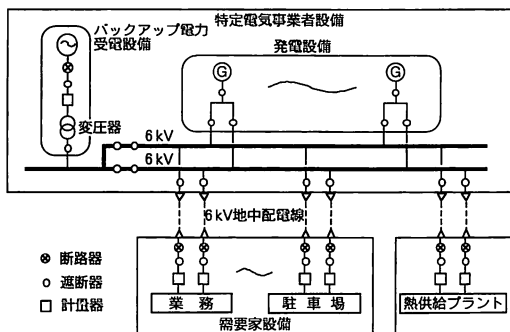 特定電気事業者設備
バックアップ電力
受電設備
発電設備
G
G
変圧器
6kV
6kV
6kV地中配電線
断路器
遮断器
計量器
業務
駐車場
熱供給プラント
需要家設備